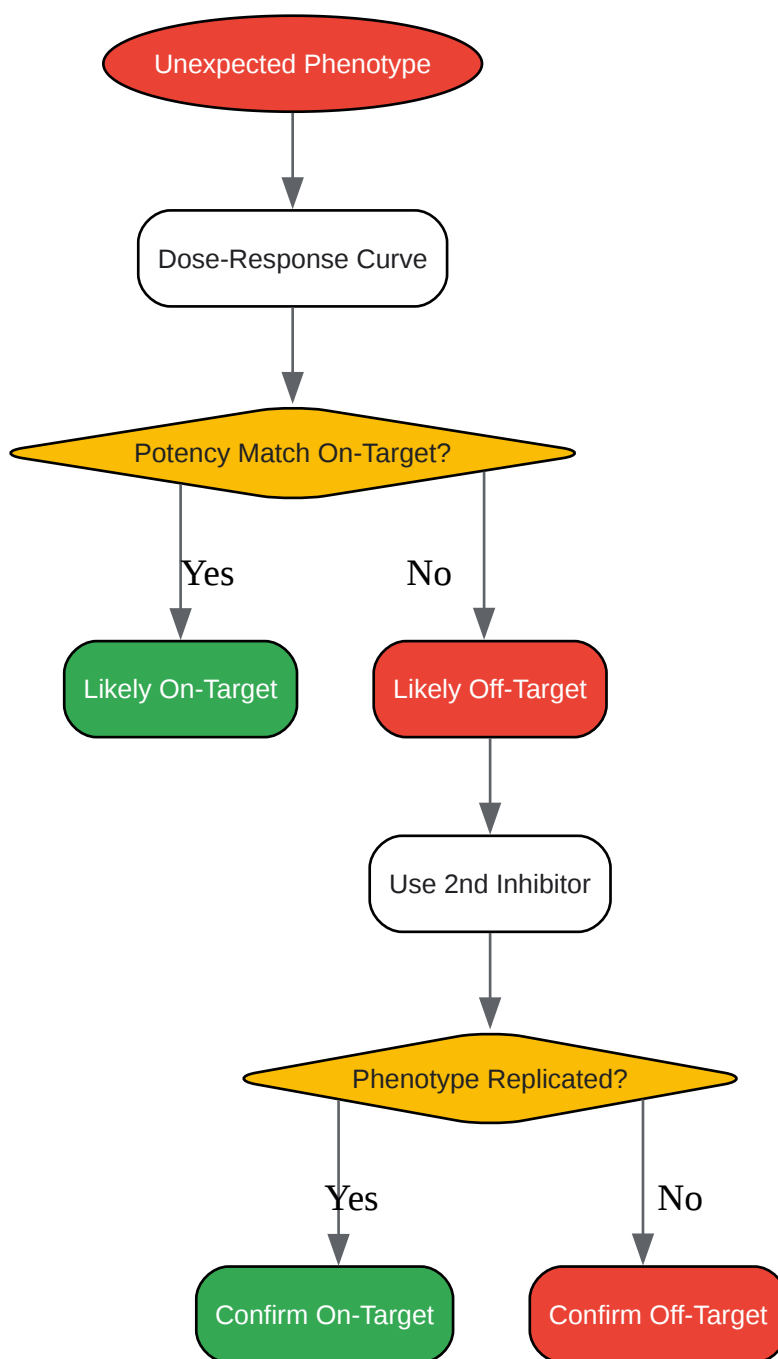 Unexpected Phenotype
Dose-Response Curve
Potency Match On-Target?
Yes
No
Likely On-Target
Likely Off-Target
Use 2nd Inhibitor
Phenotype Replicated?
Yes
No
Confirm On-Target
Confirm Off-Target